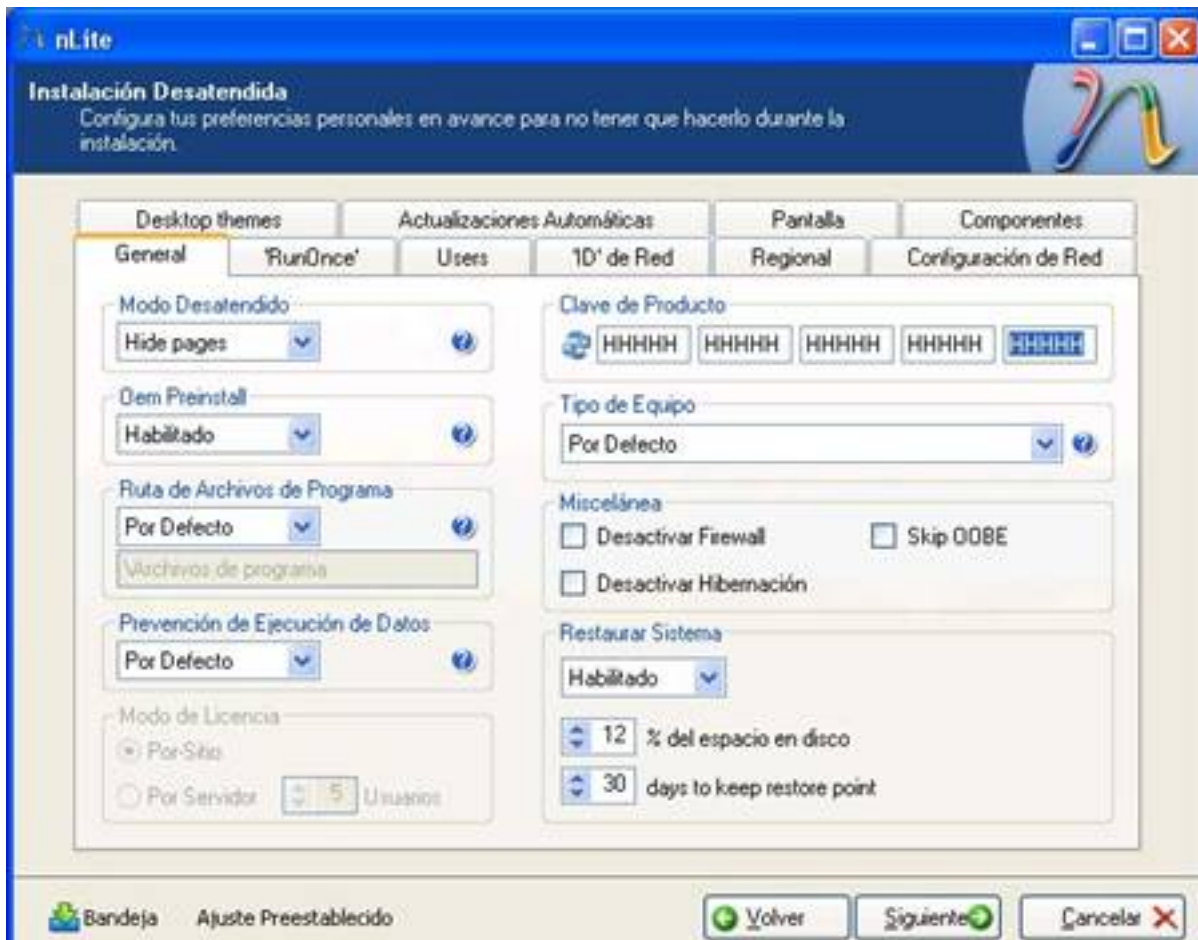 nLite
Instalación Desatendida
Configura tus preferencias personales en avance para no tener que hacerlo durante la
instalación.
Desktop themes Actualizaciones Automáticas Pantalla Componentes
General 'RunOnce' Users 'ID' de Red Regional Configuración de Red
Modo Desatendido
Hide pages
Oem Preinstall
Habilitado
Ruta de Archivos de Programa
Por Defecto
\Archivos de programa
Prevención de Ejecución de Datos
Por Defecto
Modo de Licencia
Por-Sitio
Por Servidor 5 Usuarios
Clave de Producto
HHHHH HHHHH HHHHH HHHHH HHHHH
Tipo de Equipo
Por Defecto
Miscelánea
Desactivar Firewall Skip OOBE
Desactivar Hibernación
Restaurar Sistema
Habilitado
12 % del espacio en disco
30 days to keep restore point
Bandeja Ajuste Preestablecido Volver Siguiente Cancelar